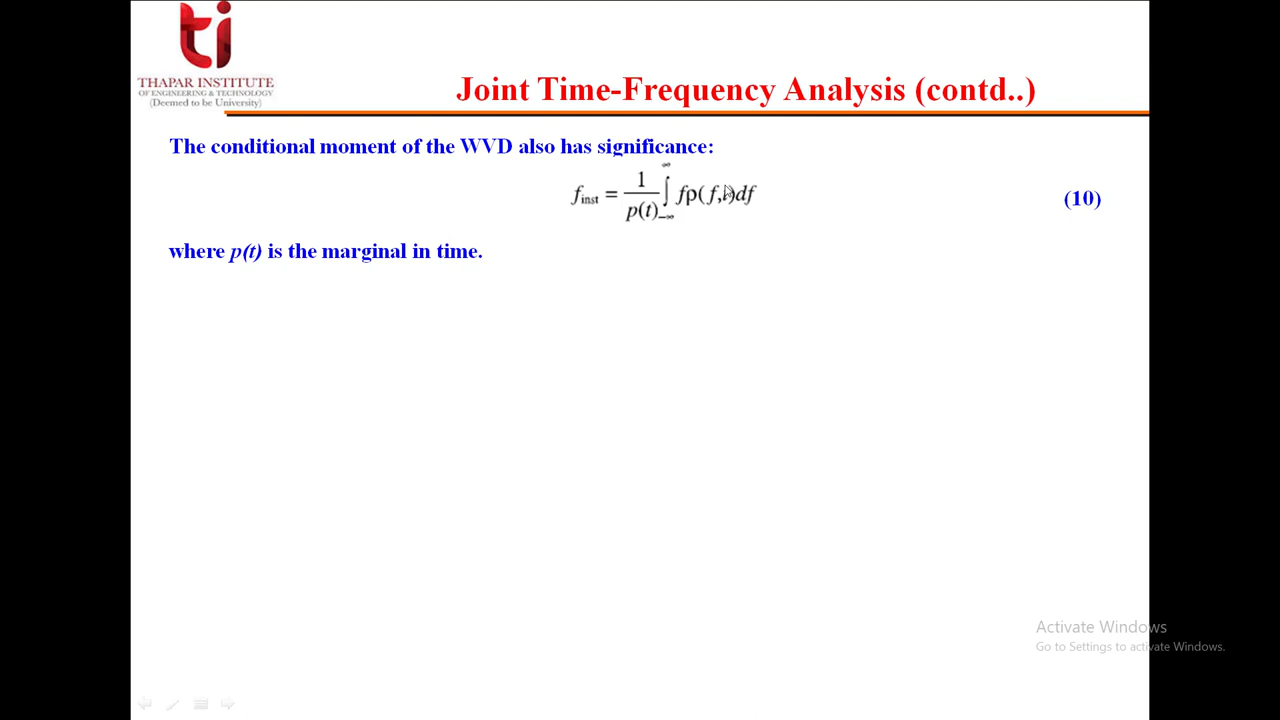 ti
THAPAR INSTITUTE
OF ENGINEERING & TECHNOLOGY
(Deemed to be University)
Joint Time-Frequency Analysis (contd..)
The conditional moment of the WVD also has significance:
f_inst = 1/p(t) ∫_{-∞}^{∞} fρ(f,t)df (10)
where p(t) is the marginal in time.
Activate Windows
Go to Settings to activate Windows.